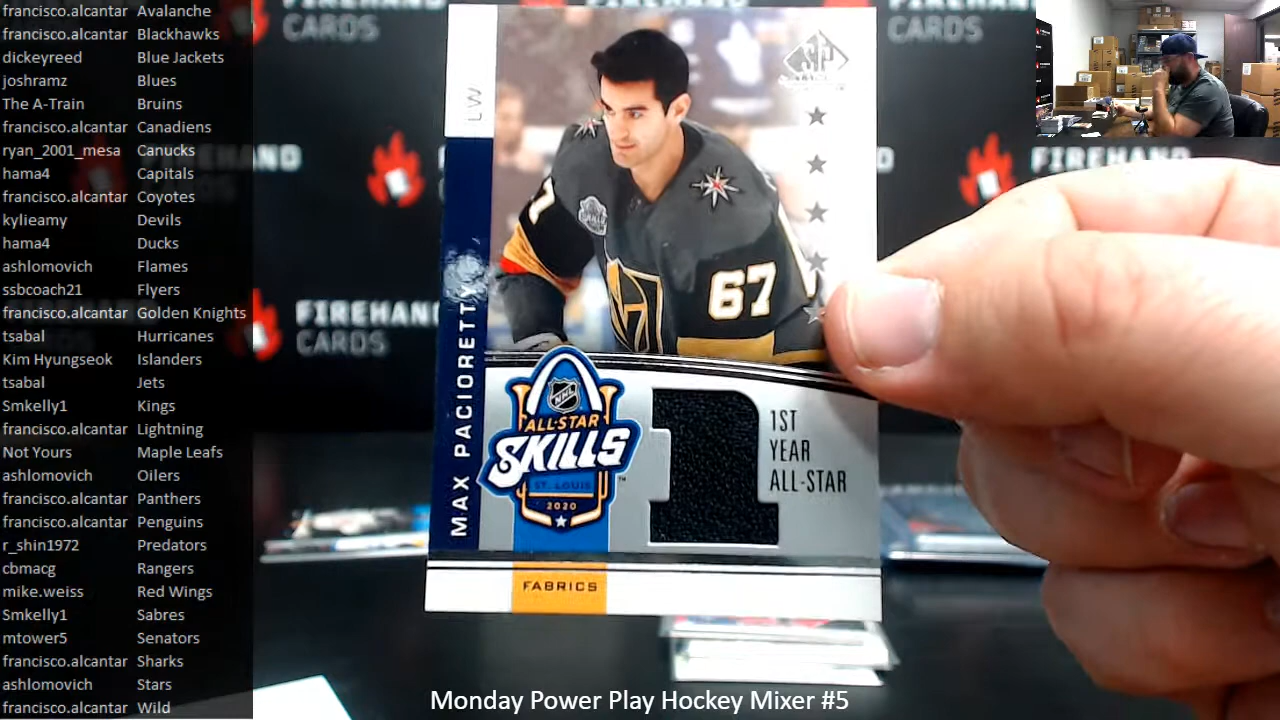 francisco.alcantar Avalanche
francisco.alcantar Blackhawks
dickeyreed Blue Jackets
joshramz Blues
The A-Train Bruins
francisco.alcantar Canadiens
ryan_2001_mesa Canucks
hama4 Capitals
francisco.alcantar Coyotes
kylieamy Devils
hama4 Ducks
ashlomovich Flames
ssbcoach21 Flyers
francisco.alcantar Golden Knights
tsabal Hurricanes
Kim Hyungseok Islanders
tsabal Jets
Smkelly1 Kings
francisco.alcantar Lightning
Not Yours Maple Leafs
ashlomovich Oilers
francisco.alcantar Panthers
francisco.alcantar Penguins
r_shin1972 Predators
cbmacg Rangers
mike.weiss Red Wings
Smkelly1 Sabres
mtower5 Senators
francisco.alcantar Sharks
ashlomovich Stars
francisco.alcantar Wild
FIREHAND
CARDS
CARDS
CARDS
LW
MAX PACIORETTY
67
SP
NHL
ALL-STAR
SKILLS
ST. LOUIS
2020
1ST
YEAR
ALL-STAR
FABRICS
Monday Power Play Hockey Mixer #5